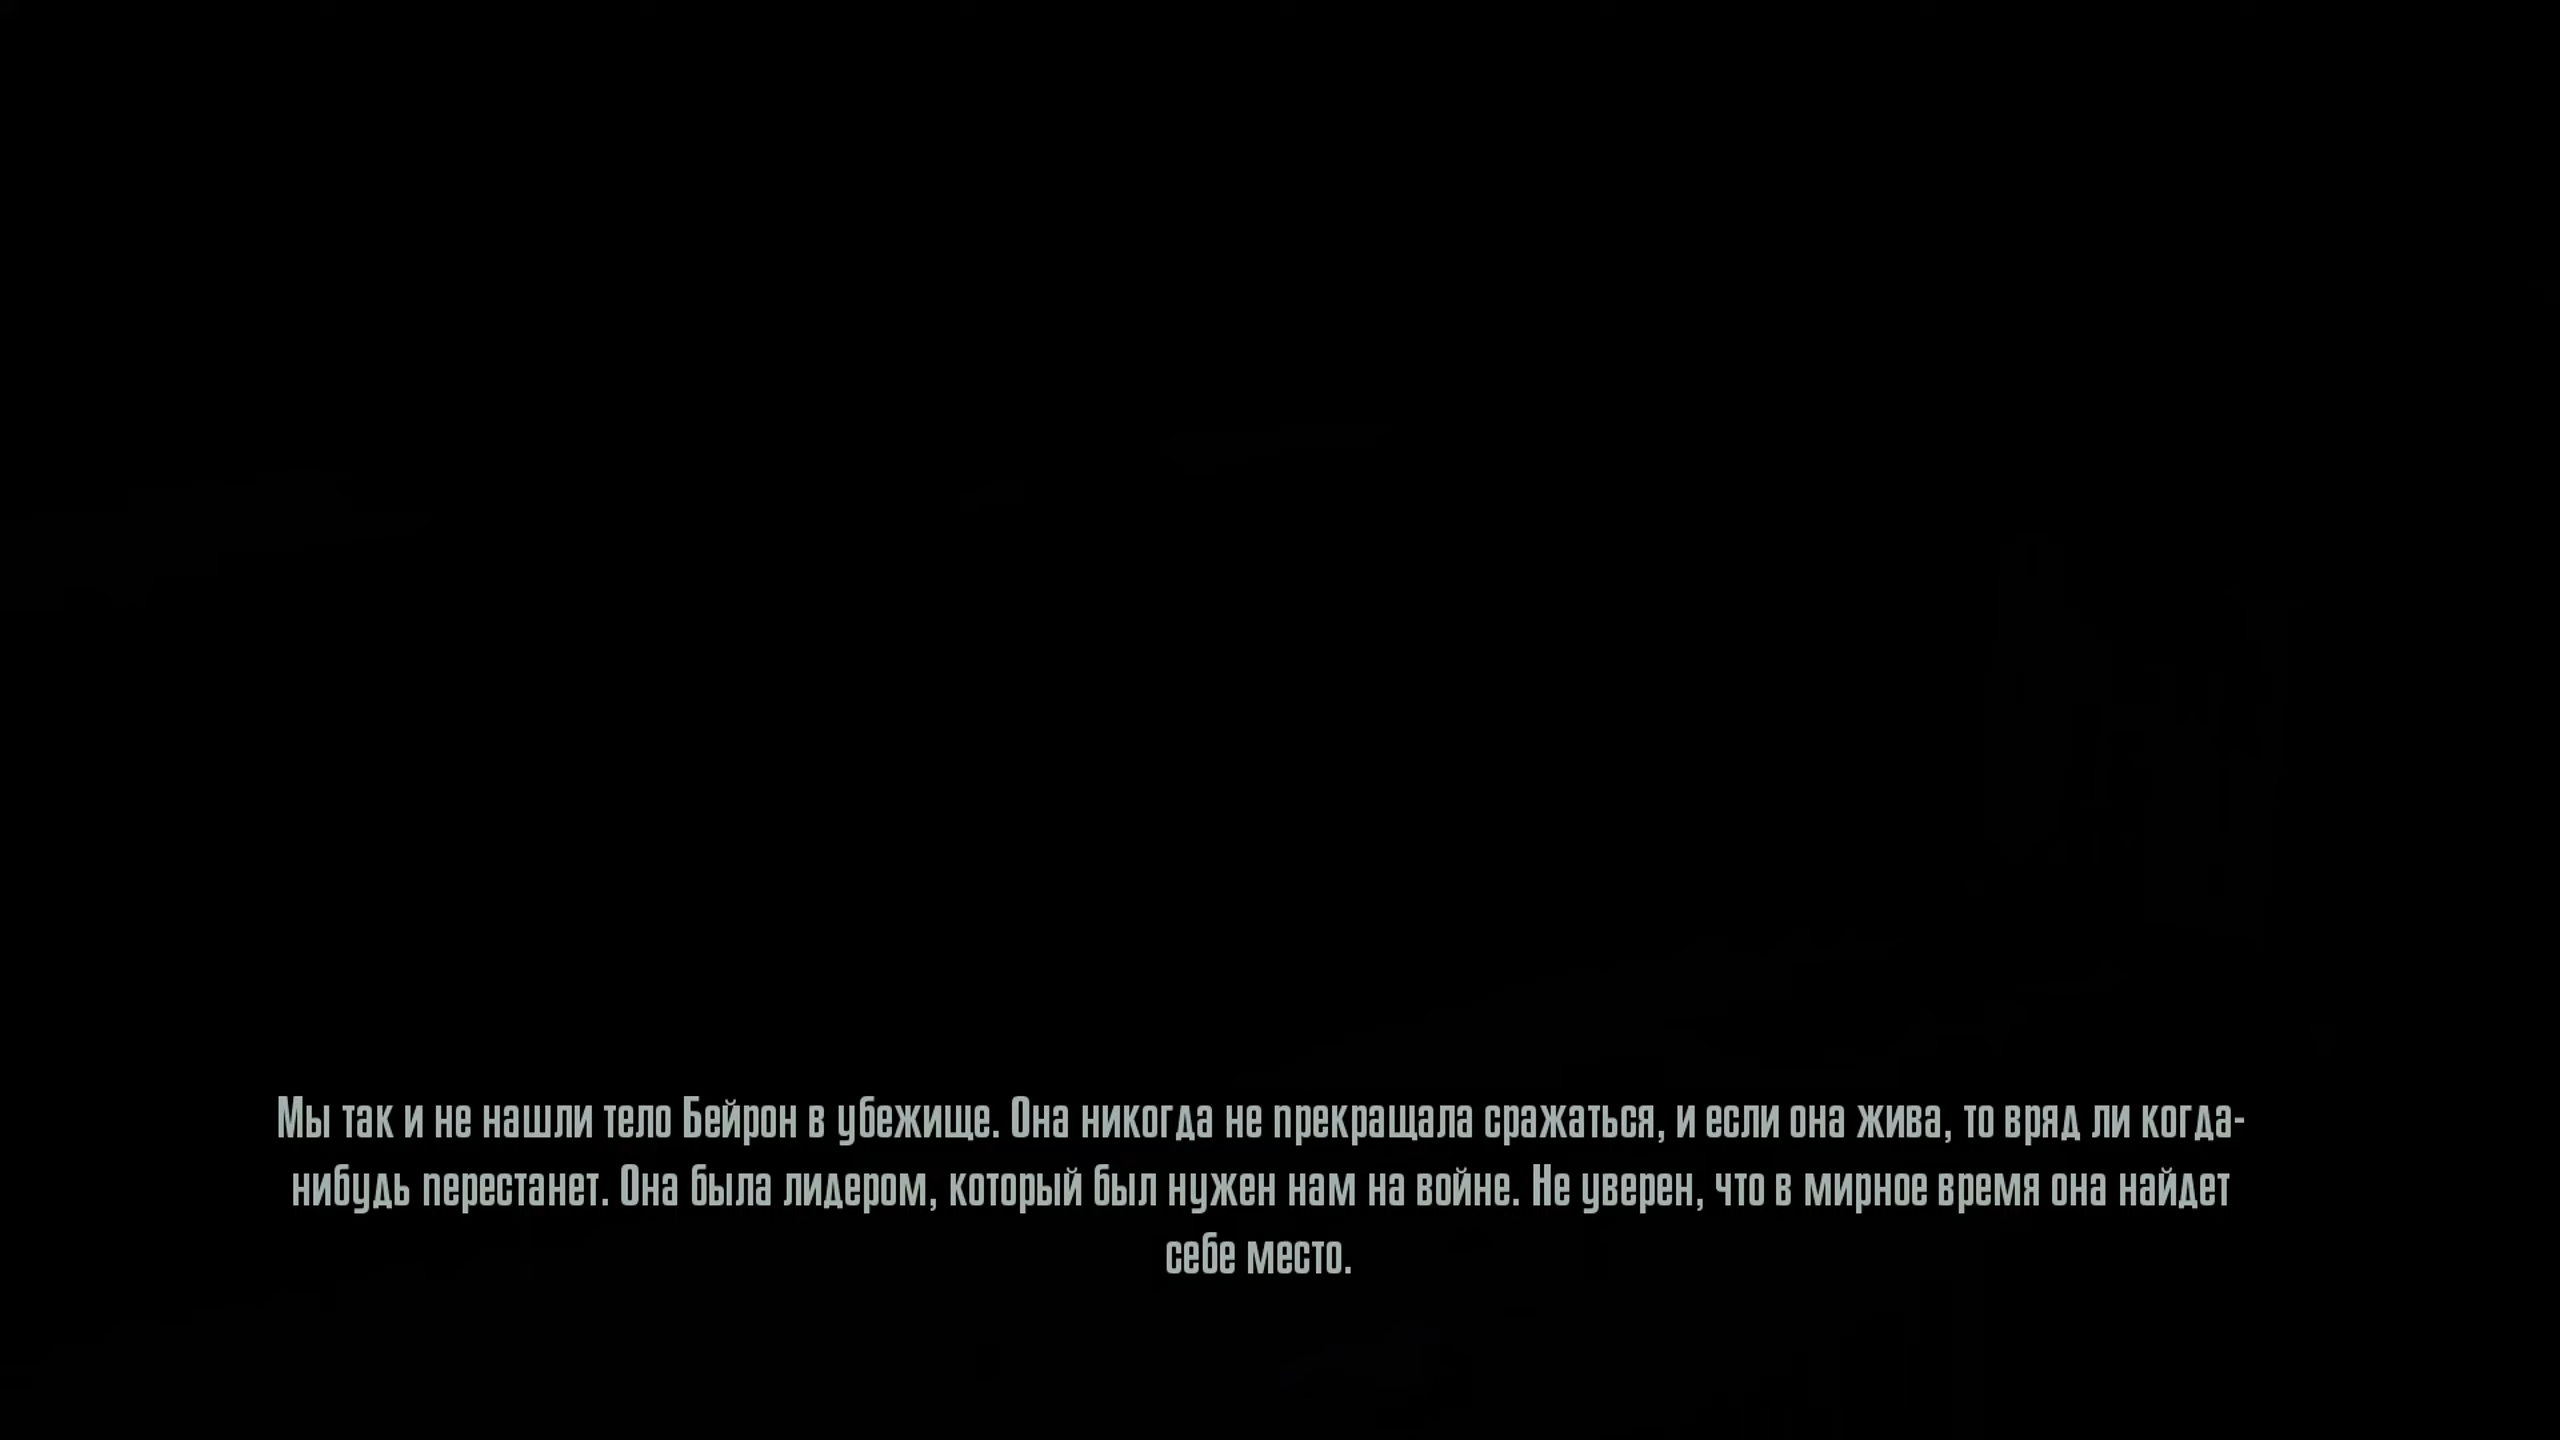 Мы так и не нашли тело Бейрон в убежище. Она никогда не прекращала сражаться, и если она жива, то вряд ли когда-
нибудь перестанет. Она была лидером, который был нужен нам на войне. Не уверен, что в мирное время она найдет
себе место.